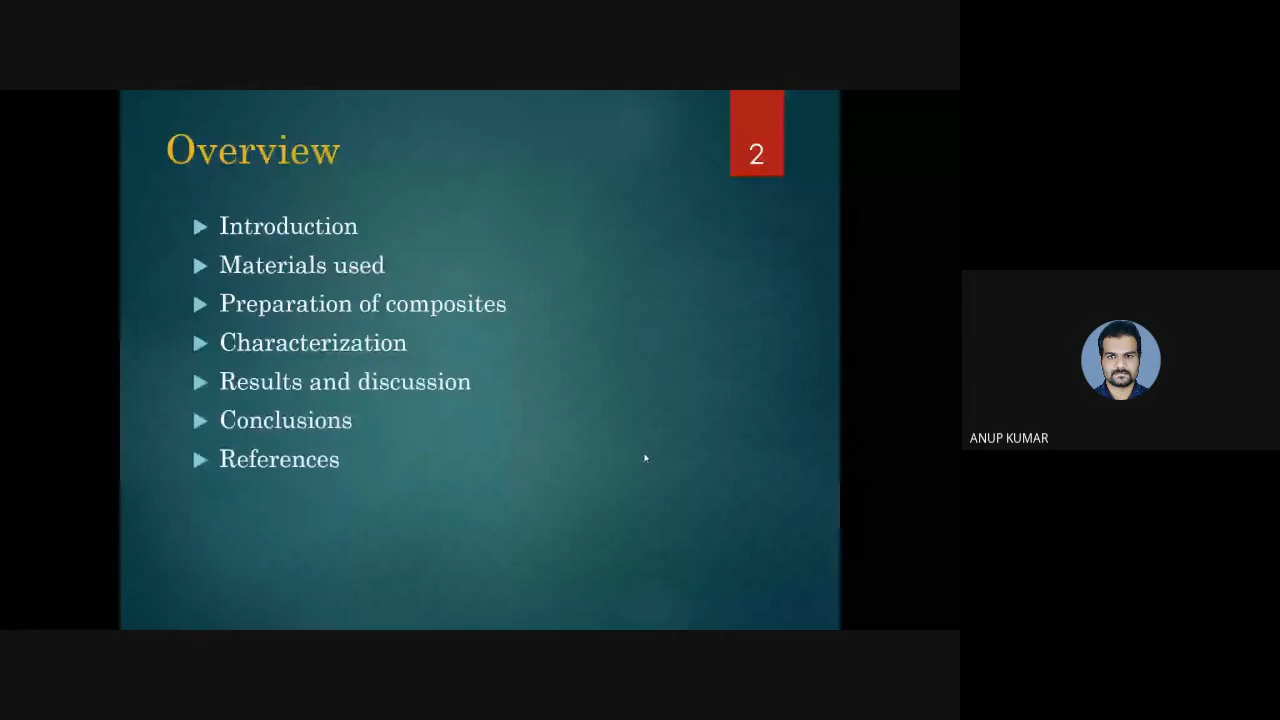 Overview
2
Introduction
Materials used
Preparation of composites
Characterization
Results and discussion
Conclusions
References
ANUP KUMAR